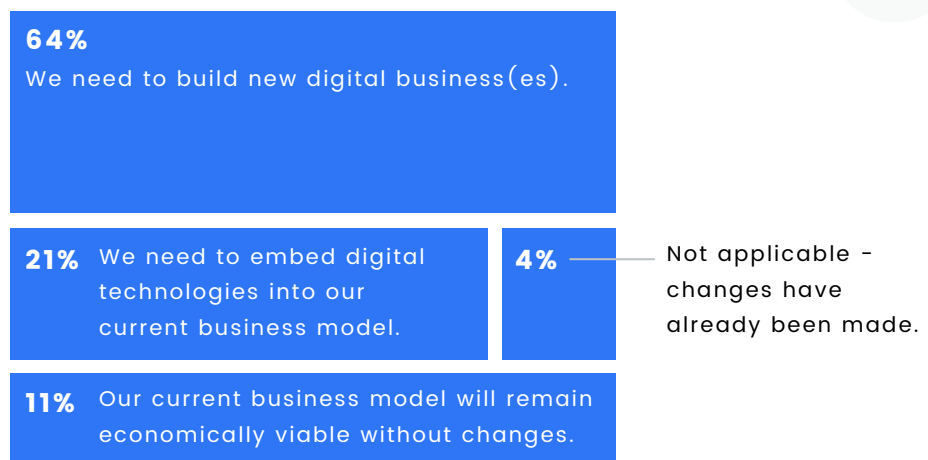 64%
We need to build new digital business(es).
21%
We need to embed digital
technologies into our
current business model.
4%
Not applicable -
changes have
already been made.
11%
Our current business model will remain
economically viable without changes.